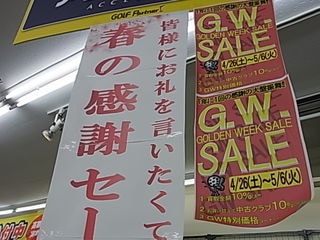 GOLF Partner
皆様にお礼を言いたくて
春の感謝セー
G.W.
GOLDEN WEEK SALE
SALE
4/26(土)～5/6(火)
G.W.
GOLDEN WEEK SALE
SALE
4/26(土)～5/6(火)
中古クラブ10%
GW特別価格